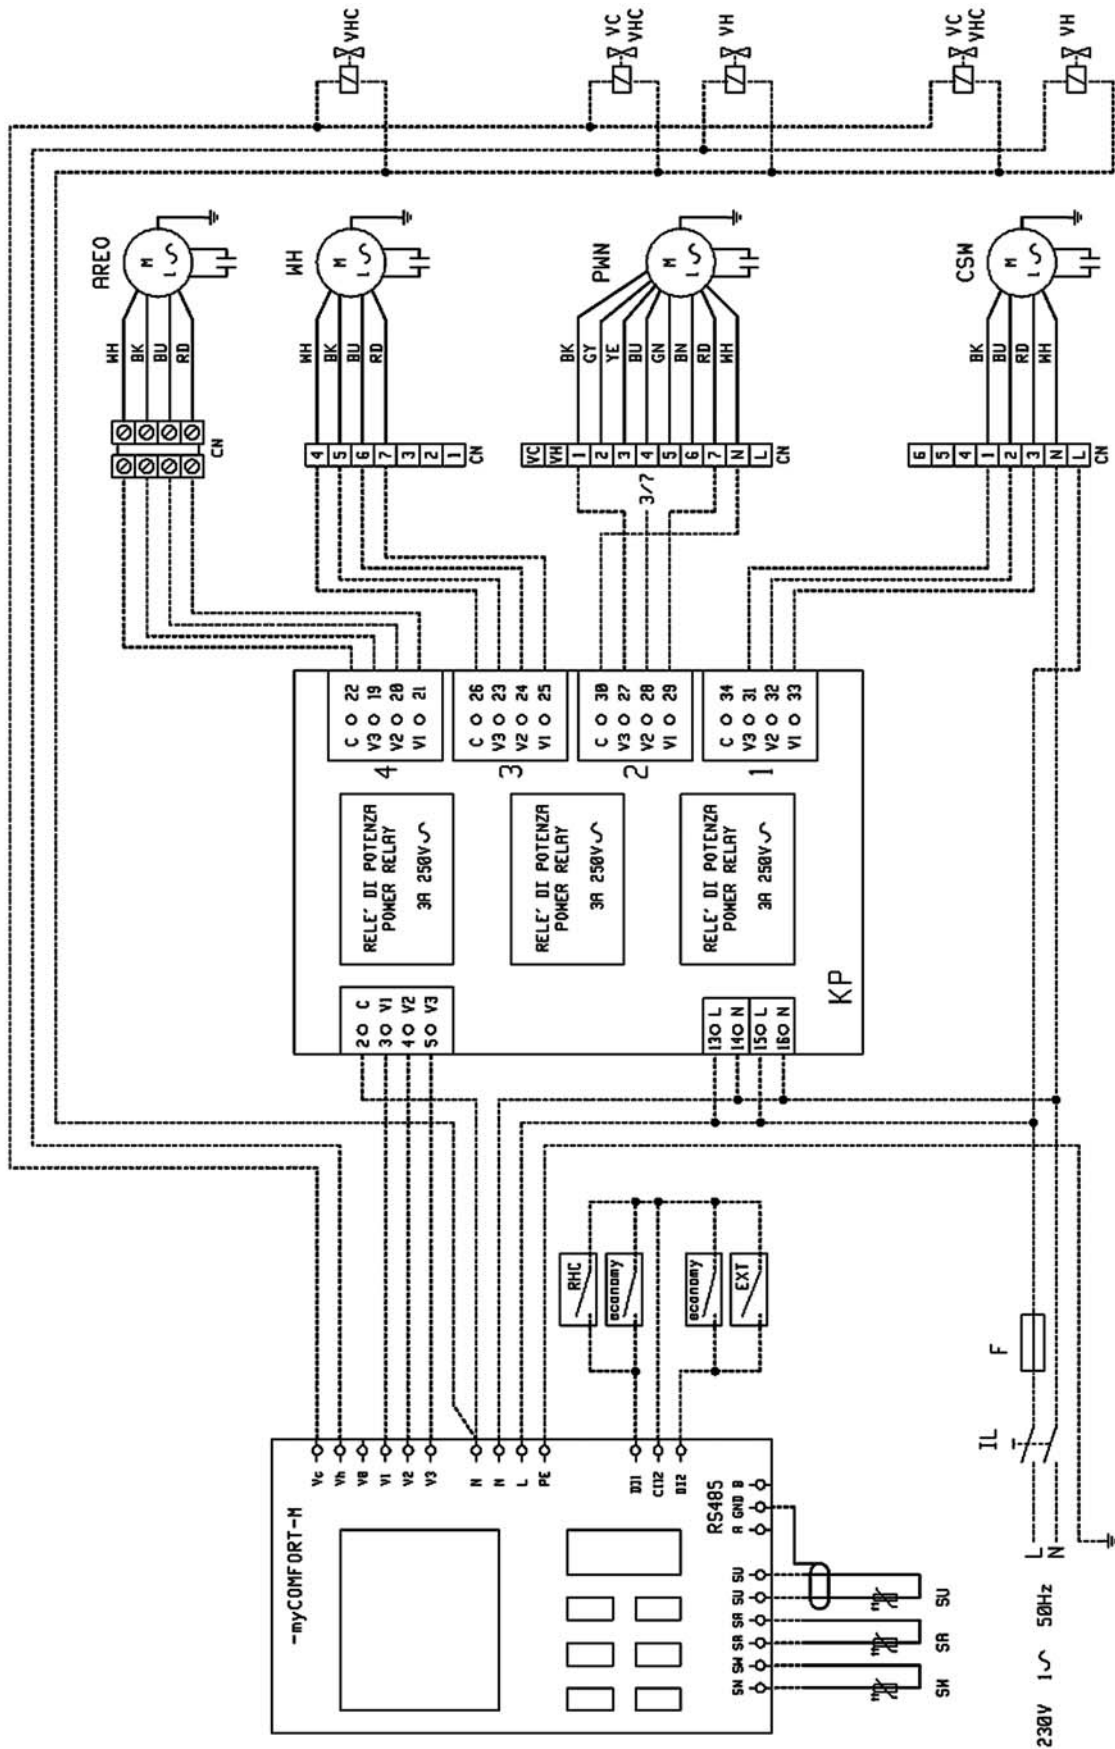 -myCOMFORT-M
Vc
Vh
V0
V1
V2
V3
N
N
L
PE
DI1
CI12
DI2
RS485
SW SW SA SA SU SU A GND B
SW
SA
SU
RHC
economy
economy
EXT
230V 1 50Hz
L
N
IL
F
KP
2 C
3 V1
4 V2
5 V3
13 L
14 N
15 L
16 N
RELE' DI POTENZA
POWER RELAY
3A 250V
RELE' DI POTENZA
POWER RELAY
3A 250V
RELE' DI POTENZA
POWER RELAY
3A 250V
4
C 22
V3 19
V2 20
V1 21
3
C 26
V3 23
V2 24
V1 25
2
C 30
V3 27
V2 28
V1 29
1
C 34
V3 31
V2 32
V1 33
AREO
CN
WH
BK
BU
RD
M
1
WH
4
5
6
7
3
2
1
CN
WH
BK
BU
RD
M
1
PWN
VC
VH
1
2
3
4
5
6
7
N
L
CN
3/7
BK
GY
YE
BU
GN
BN
RD
WH
M
1
CSW
6
5
4
1
2
3
N
L
CN
BK
BU
RD
WH
M
1
VHC
VC
VHC
VH
VC
VHC
VH